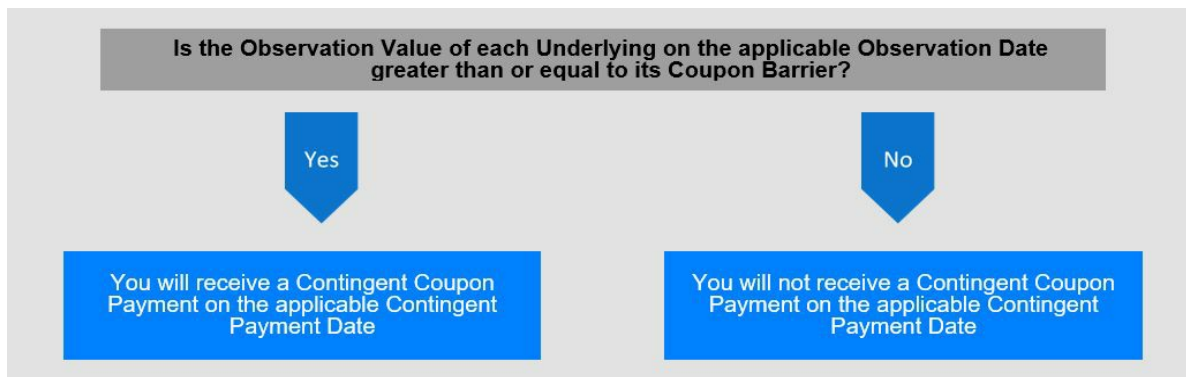 Is the Observation Value of each Underlying on the applicable Observation Date
greater than or equal to its Coupon Barrier?
Yes
No
You will receive a Contingent Coupon
Payment on the applicable Contingent
Payment Date
You will not receive a Contingent Coupon
Payment on the applicable Contingent
Payment Date